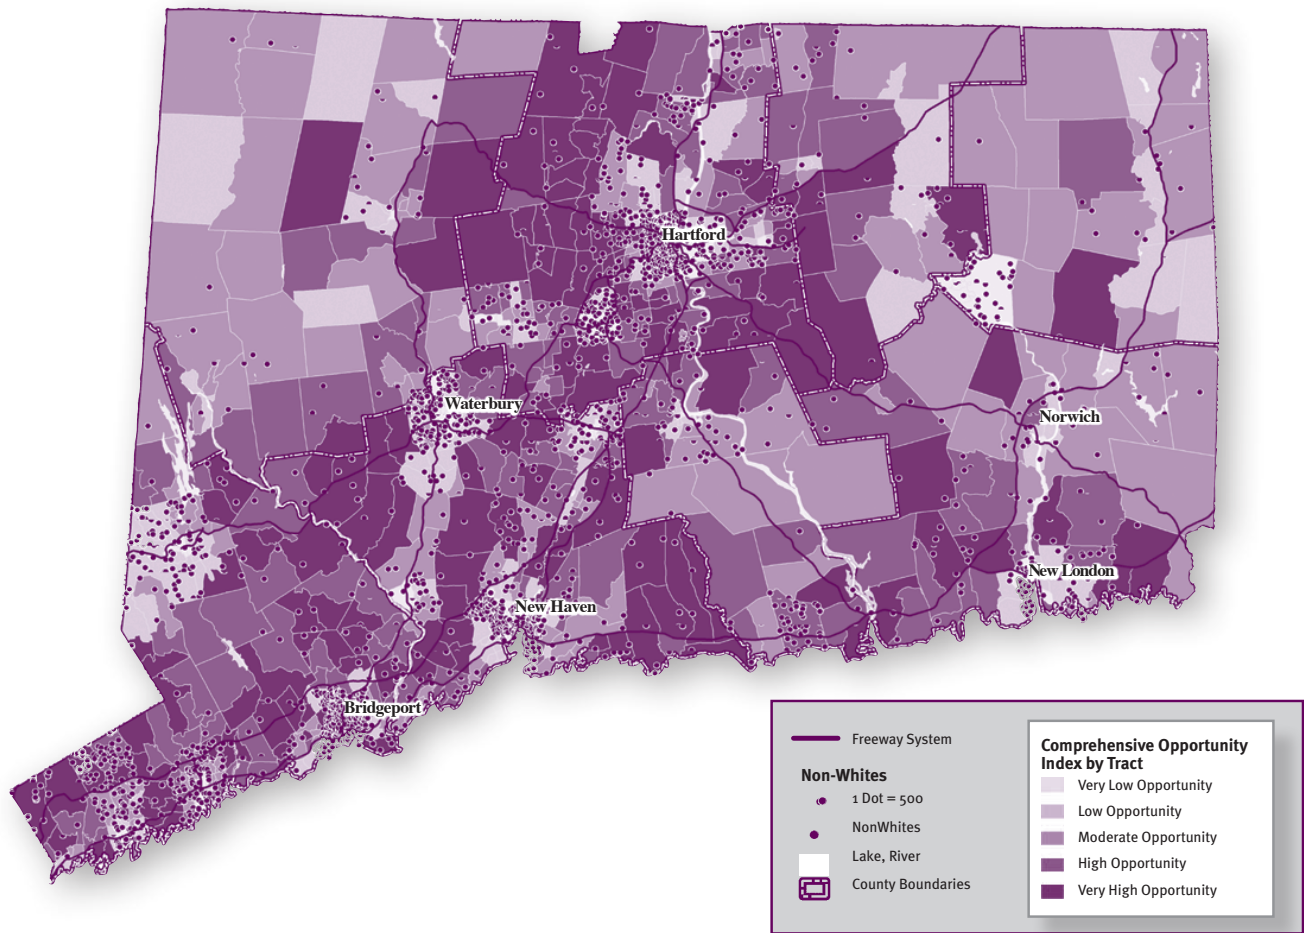 Hartford
Waterbury
Norwich
New London
New Haven
Bridgeport
Freeway System
Non-Whites
1 Dot = 500
NonWhites
Lake, River
County Boundaries
Comprehensive Opportunity
Index by Tract
Very Low Opportunity
Low Opportunity
Moderate Opportunity
High Opportunity
Very High Opportunity